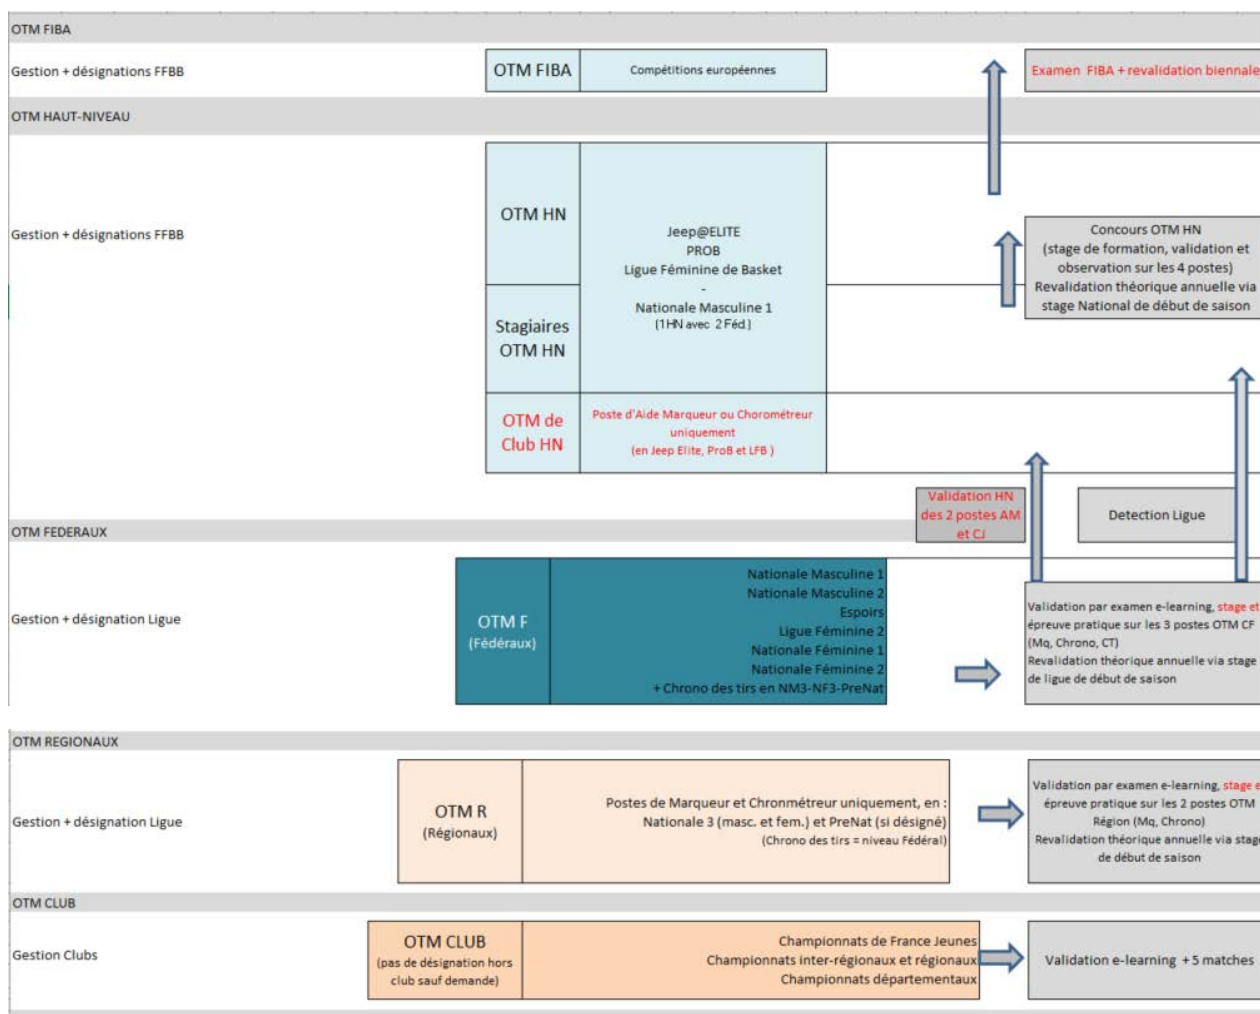 OTM FIBA
Gestion + désignations FFBB
OTM FIBA
Compétitions européennes
Examen FIBA + revalidation biennale
OTM HAUT-NIVEAU
Gestion + désignations FFBB
OTM HN
Jeep@ELITE
PROB
Ligue Féminine de Basket
-
Nationale Masculine 1
(1HN avec 2 Féd.)
Concours OTM HN
(stage de formation, validation et
observation sur les 4 postes)
Revalidation théorique annuelle via
stage National de début de saison
Stagiaires
OTM HN
OTM de
Club HN
Poste d'Aide Marqueur ou Chorométreur
uniquement
(en Jeep Elite, ProB et LFB )
Validation HN
des 2 postes AM
et CJ
Detection Ligue
OTM FEDERAUX
Gestion + désignation Ligue
OTM F
(Fédéraux)
Nationale Masculine 1
Nationale Masculine 2
Espoirs
Ligue Féminine 2
Nationale Féminine 1
Nationale Féminine 2
+ Chrono des tirs en NM3-NF3-PreNat
Validation par examen e-learning, stage et
épreuve pratique sur les 3 postes OTM CF
(Mq, Chrono, CT)
Revalidation théorique annuelle via stage
de ligue de début de saison
OTM REGIONAUX
Gestion + désignation Ligue
OTM R
(Régionaux)
Postes de Marqueur et Chronmétreur uniquement, en :
Nationale 3 (masc. et fem.) et PreNat (si désigné)
(Chrono des tirs = niveau Fédéral)
Validation par examen e-learning, stage e
épreuve pratique sur les 2 postes OTM
Région (Mq, Chrono)
Revalidation théorique annuelle via stage
de début de saison
OTM CLUB
Gestion Clubs
OTM CLUB
(pas de désignation hors
club sauf demande)
Championnats de France Jeunes
Championnats inter-régionaux et régionaux
Championnats départementaux
Validation e-learning + 5 matches